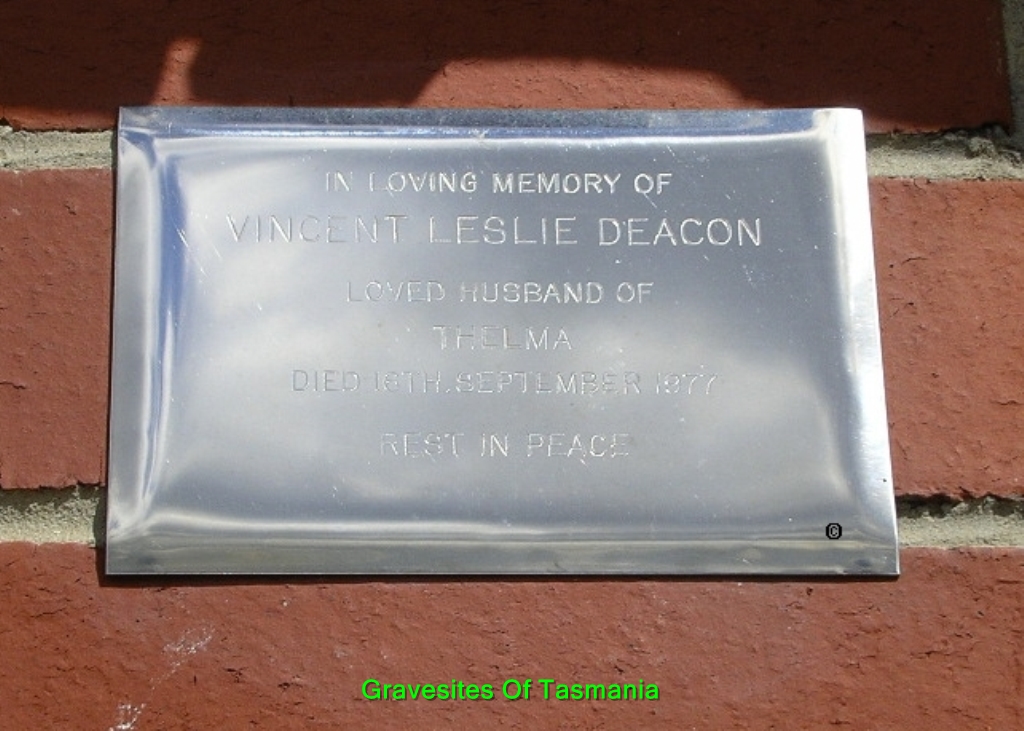 IN LOVING MEMORY OF
VINCENT LESLIE DEACON
LOVED HUSBAND OF
THELMA
DIED 16TH. SEPTEMBER 1977
REST IN PEACE
©
Gravesites Of Tasmania